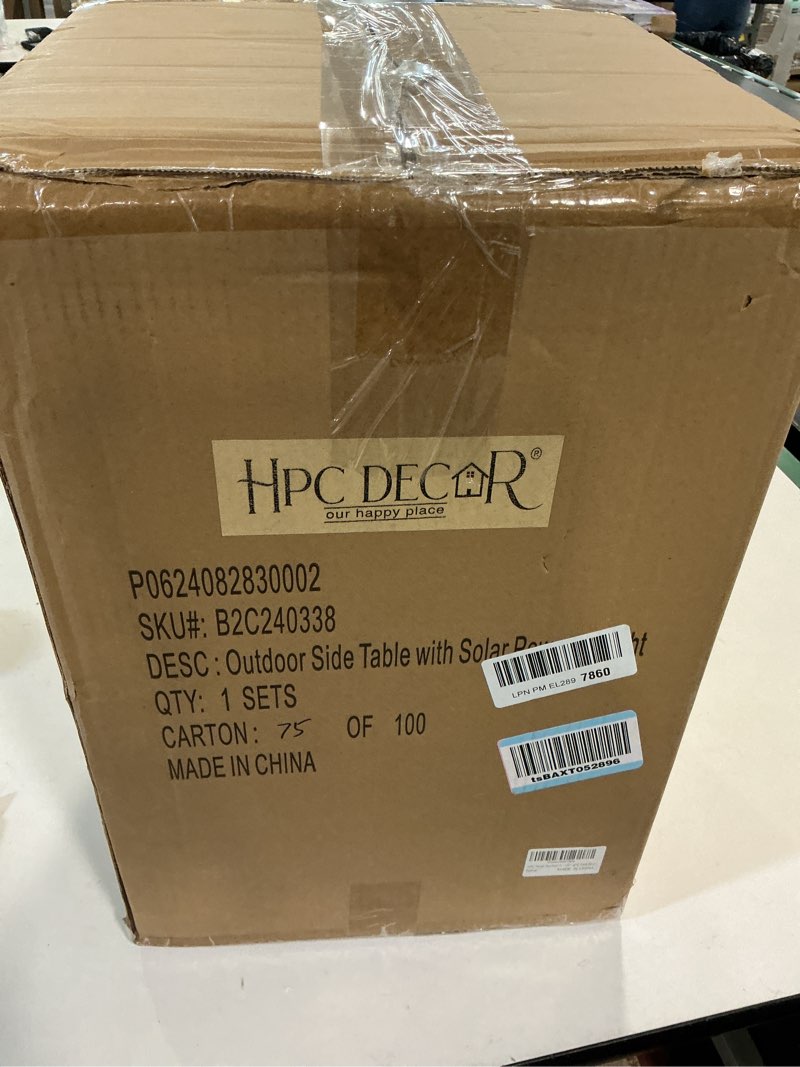 HPC DECOR®
our happy place
P0624082830002
SKU#: B2C240338
DESC : Outdoor Side Table with Solar
QTY: 1 SETS
CARTON: 75 OF 100
MADE IN CHINA
LPN PM EL289 7860
tsBAXT052896